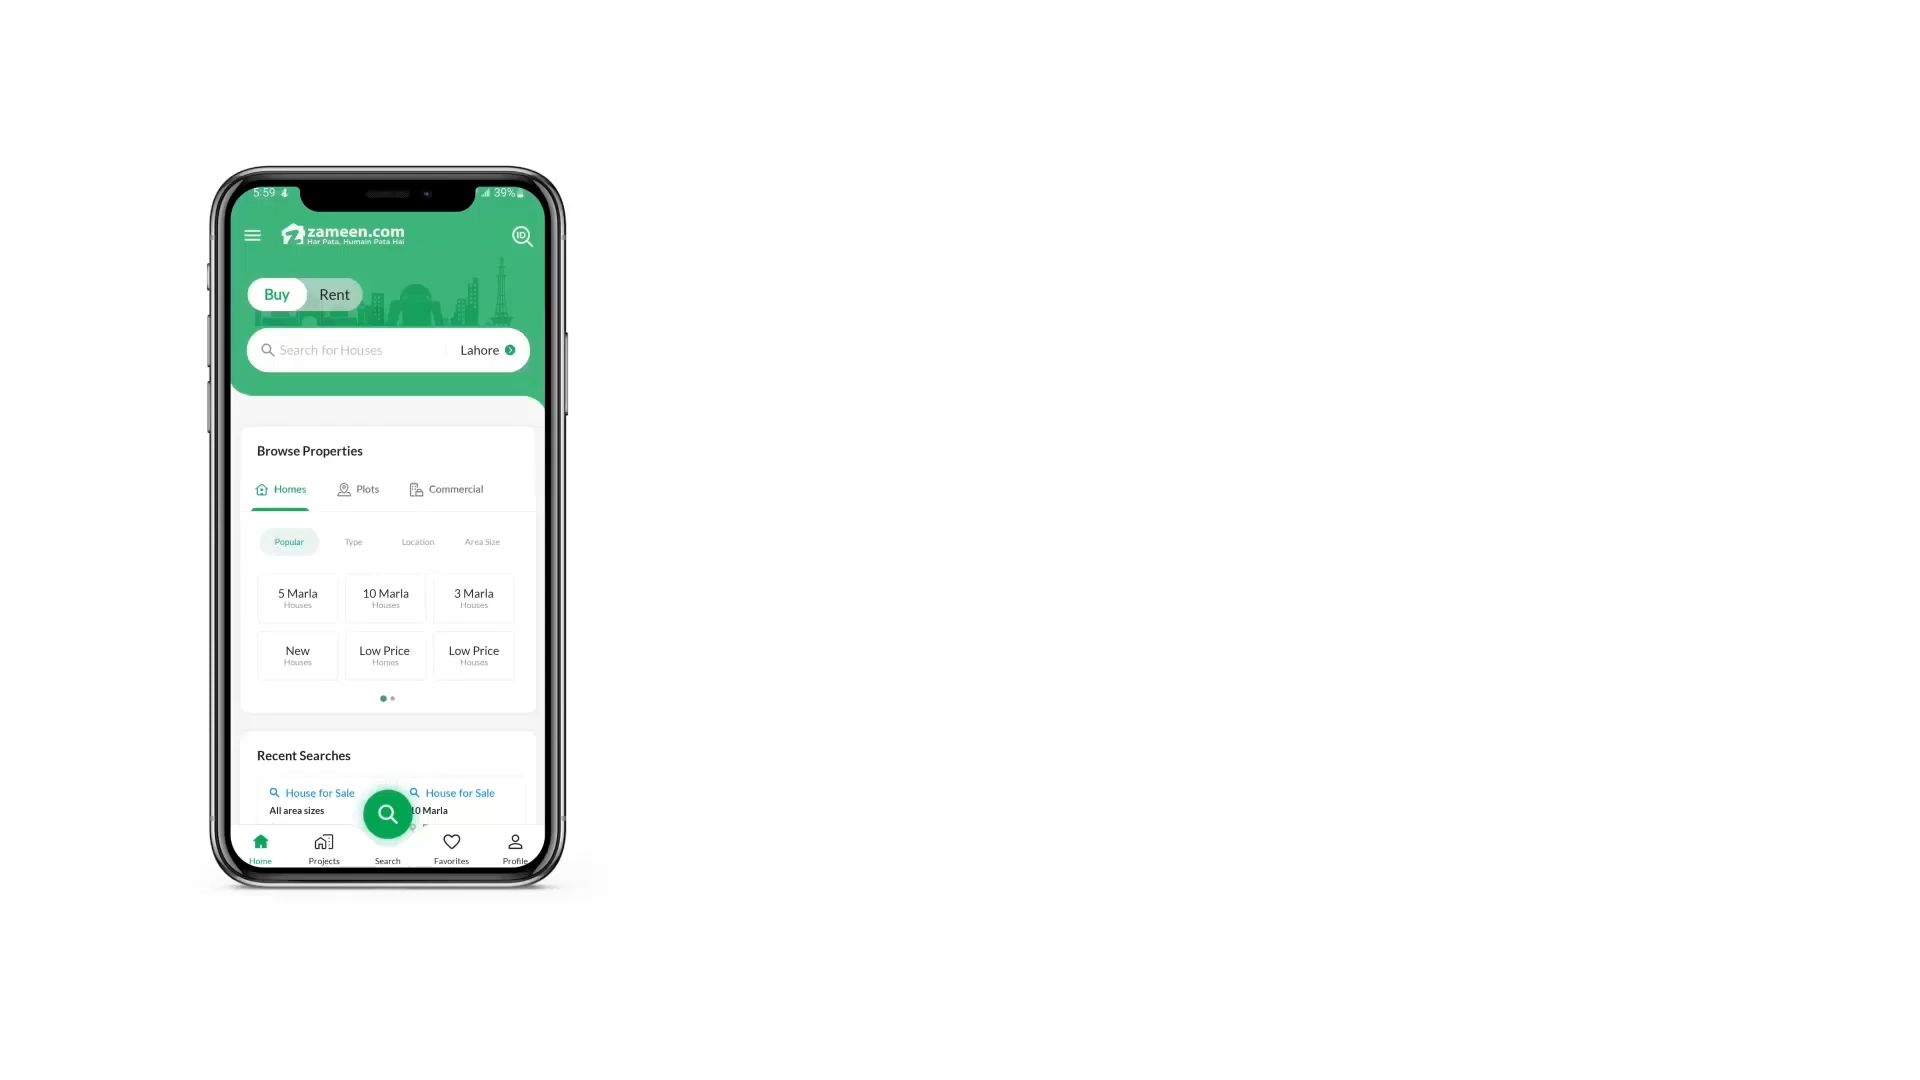 5:59 39%
zameen.com
Har Pata, Humain Pata Hai
ID
Buy Rent
Search for Houses Lahore
Browse Properties
Homes Plots Commercial
Popular Type Location Area Size
5 Marla 10 Marla 3 Marla
Houses Houses Houses
New Low Price Low Price
Houses Homes Houses
Recent Searches
House for Sale House for Sale
All area sizes 10 Marla
Home Projects Search Favorites Profile